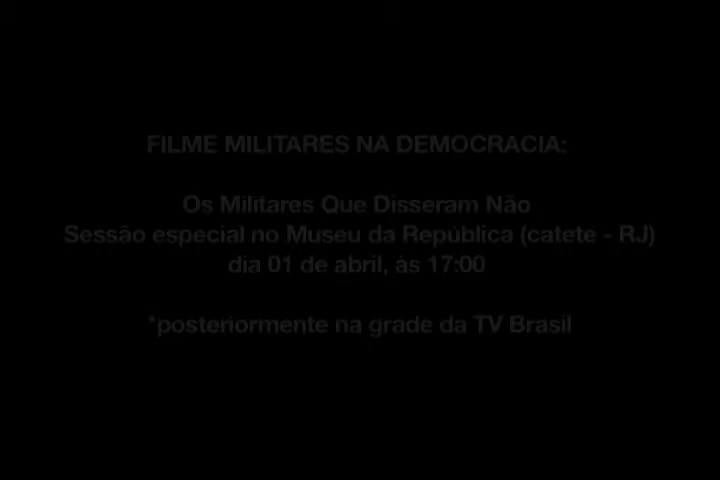 FILME MILITARES NA DEMOCRACIA:
Os Militares Que Disseram Não
Sessão especial no Museu da República (catete - RJ)
dia 01 de abril, ás 17:00
*posteriormente na grade da TV Brasil